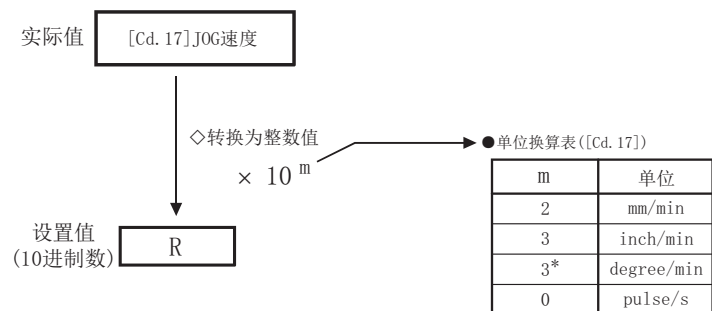 实际值
[Cd.17]JOG速度
◇转换为整数值
× 10 m
●单位换算表([Cd.17])
m 单位
2 mm/min
3 inch/min
3* degree/min
0 pulse/s
设置值
(10进制数)
R